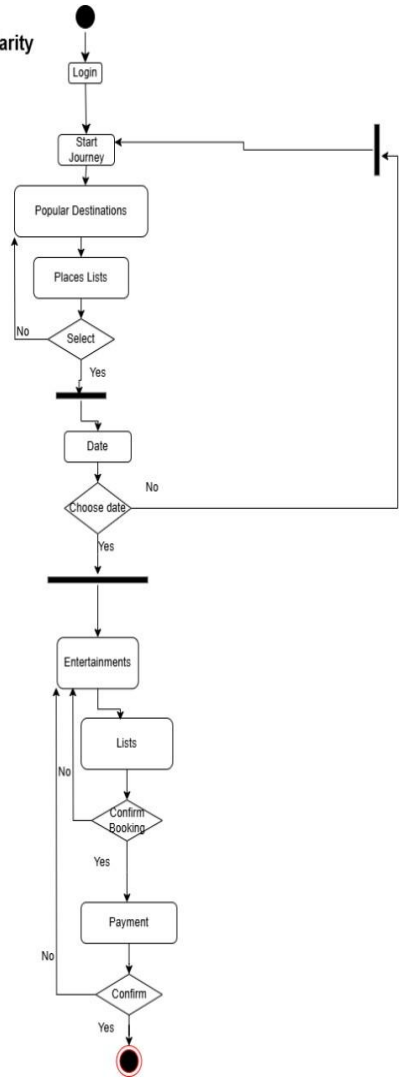 arity
Login
Start
Journey
Popular Destinations
Places Lists
No
Select
Yes
Date
No
Choose date
Yes
Entertainments
Lists
No
Confirm
Booking
Yes
Payment
No
Confirm
Yes